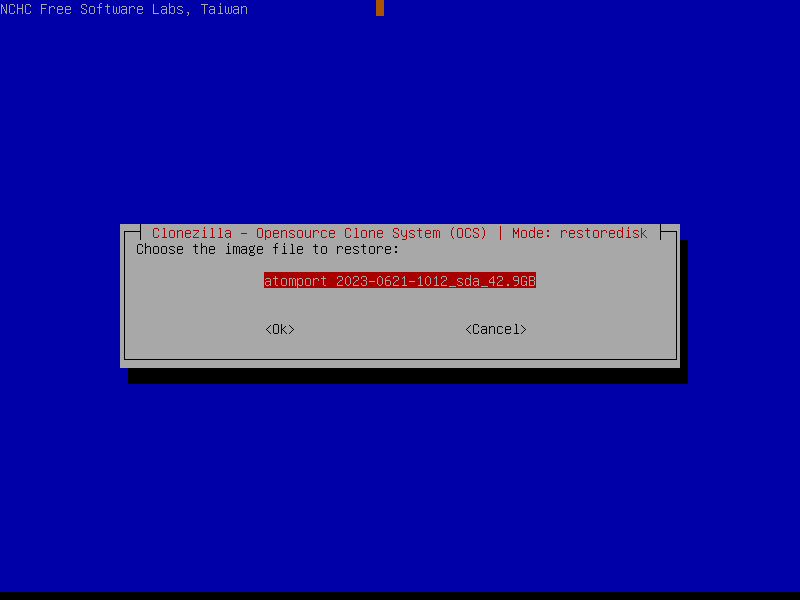 NCHC Free Software Labs, Taiwan
Clonezilla - Opensource Clone System (OCS) | Mode: restoredisk
Choose the image file to restore:
atomport 2023-0621-1012_sda_42.9GB
<Ok> <Cancel>